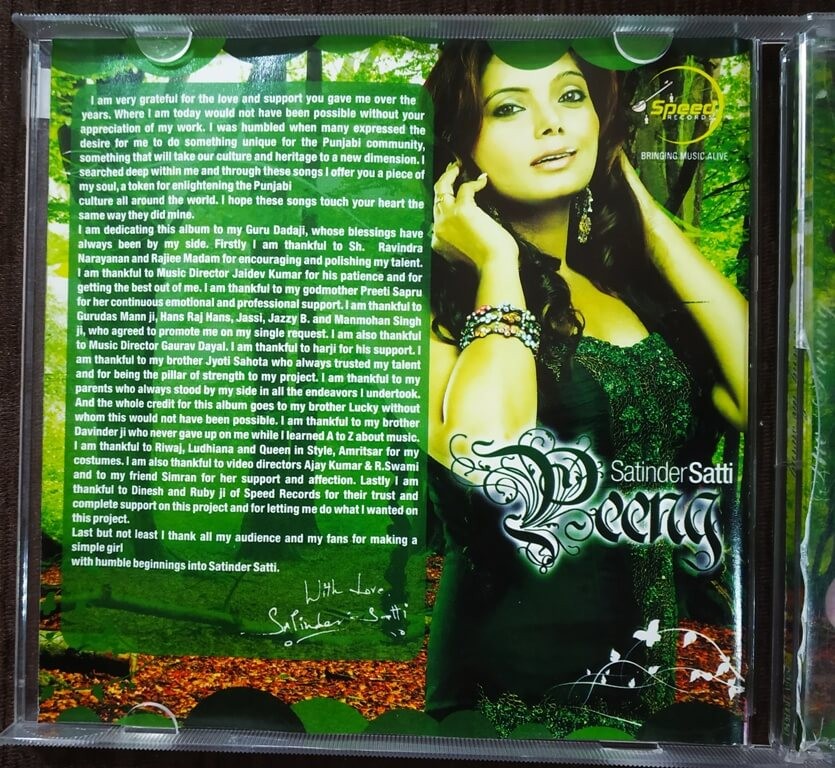 I am very grateful for the love and support you gave me over the
years. Where I am today would not have been possible without your
appreciation of my work. I was humbled when many expressed the
desire for me to do something unique for the Punjabi community,
something that will take our culture and heritage to a new dimension. I
searched deep within me and through these songs I offer you a piece of
my soul, a token for enlightening the Punjabi
culture all around the world. I hope these songs touch your heart the
same way they did mine.
I am dedicating this album to my Guru Dadaji, whose blessings have
always been by my side. Firstly I am thankful to Sh. Ravindra
Narayanan and Rajiee Madam for encouraging and polishing my talent.
I am thankful to Music Director Jaidev Kumar for his patience and for
getting the best out of me. I am thankful to my godmother Preeti Sapru
for her continuous emotional and professional support. I am thankful to
Gurudas Mann ji, Hans Raj Hans, Jassi, Jazzy B. and Manmohan Singh
ji, who agreed to promote me on my single request. I am also thankful
to Music Director Gaurav Dayal. I am thankful to harji for his support. I
am thankful to my brother Jyoti Sahota who always trusted my talent
and for being the pillar of strength to my project. I am thankful to my
parents who always stood by my side in all the endeavors I undertook.
And the whole credit for this album goes to my brother Lucky without
whom this would not have been possible. I am thankful to my brother
Davinder ji who never gave up on me while I learned A to Z about music.
I am thankful to Riwaj, Ludhiana and Queen in Style, Amritsar for my
costumes. I am also thankful to video directors Ajay Kumar & R.Swami
and to my friend Simran for her support and affection. Lastly I am
thankful to Dinesh and Ruby ji of Speed Records for their trust and
complete support on this project and for letting me do what I wanted on
this project.
Last but not least I thank all my audience and my fans for making a
simple girl
with humble beginnings into Satinder Satti.
With Love
Satinder Satti
Speed
RECORDS
BRINGING MUSIC ALIVE
Satinder Satti
Peeng